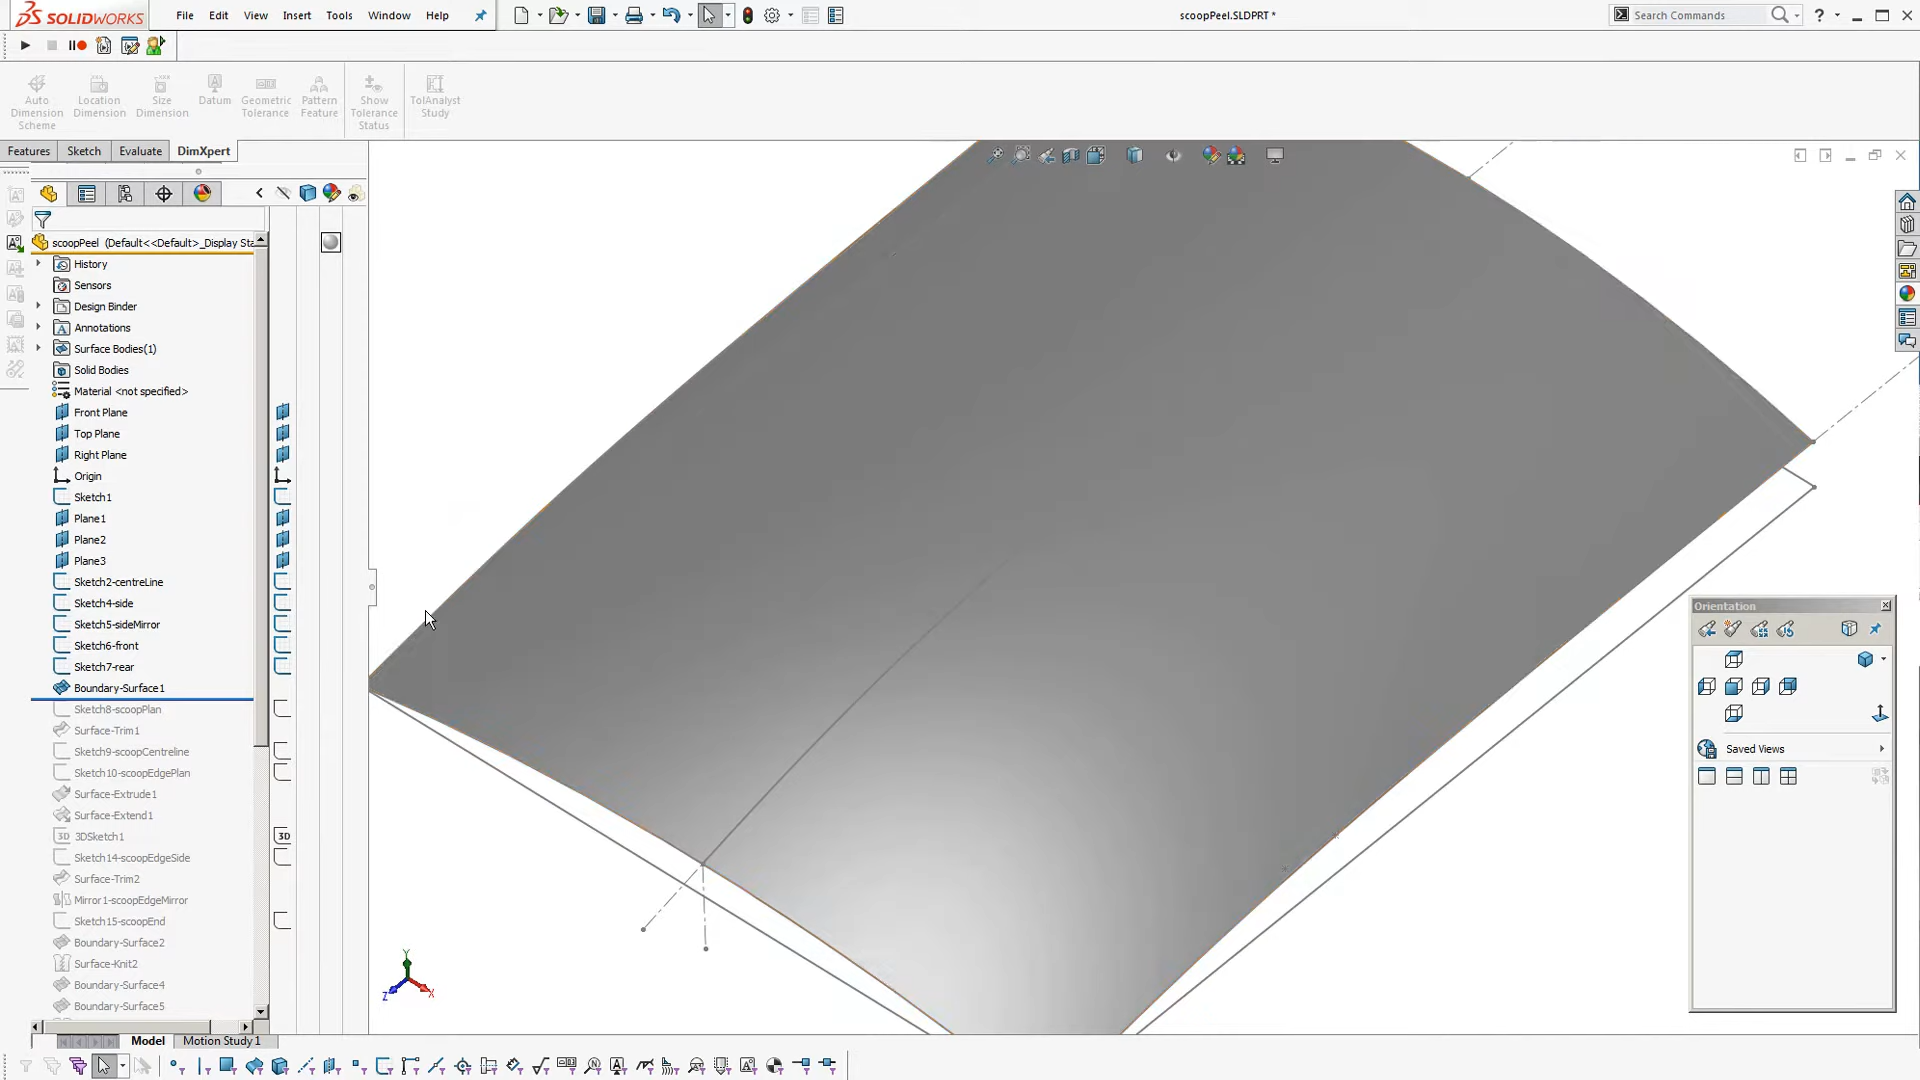 SOLIDWORKS
File Edit View Insert Tools Window Help
scoopPeel.SLDPRT *
Search Commands
Auto Dimension Scheme
Location Dimension
Size Dimension
Datum
Geometric Tolerance
Pattern Feature
Show Tolerance Status
TolAnalyst Study
Features Sketch Evaluate DimXpert
scoopPeel (Default<<Default>_Display Sta
History
Sensors
Design Binder
Annotations
Surface Bodies(1)
Solid Bodies
Material <not specified>
Front Plane
Top Plane
Right Plane
Origin
Sketch1
Plane1
Plane2
Plane3
Sketch2-centreLine
Sketch4-side
Sketch5-sideMirror
Sketch6-front
Sketch7-rear
Boundary-Surface1
Sketch8-scoopPlan
Surface-Trim1
Sketch9-scoopCentreline
Sketch10-scoopEdgePlan
Surface-Extrude1
Surface-Extend1
3D 3DSketch1 3D
Sketch14-scoopEdgeSide
Surface-Trim2
Mirror1-scoopEdgeMirror
Sketch15-scoopEnd
Boundary-Surface2
Surface-Knit2
Boundary-Surface4
Boundary-Surface5
Orientation
Saved Views
Y
Z
X
Model Motion Study 1